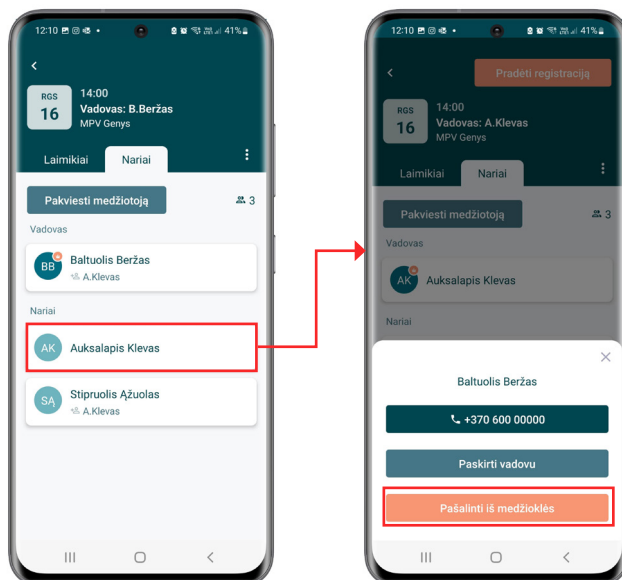 12:10 41%
RGS
16
14:00
Vadovas: B.Beržas
MPV Genys
Laimikiai Nariai
Pakviesti medžiotoją 3
Vadovas
BB Baltuolis Beržas
A.Klevas
Nariai
AK Auksalapis Klevas
SĄ Stipruolis Ąžuolas
A.Klevas
12:10 41%
Pradėti registraciją
RGS
16
14:00
Vadovas: A.Klevas
MPV Genys
Laimikiai Nariai
Pakviesti medžiotoją 3
Vadovas
AK Auksalapis Klevas
Nariai
Baltuolis Beržas
+370 600 00000
Paskirti vadovu
Pašalinti iš medžioklės